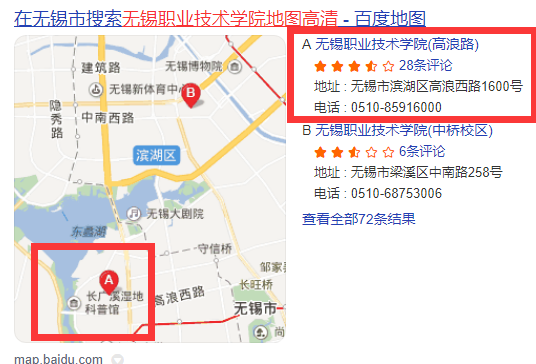 在无锡市搜索无锡职业技术学院地图高清 - 百度地图
建筑路
无锡博物院
隐秀路
无锡新体育中心
B
中南西路
滨湖区
无锡大剧院
东蠡湖
守信桥
A
长广溪湿地
科普馆
高浪西路
邹家
长旺桥
无锡市
尚
A 无锡职业技术学院(高浪路)
28条评论
地址 : 无锡市滨湖区高浪西路1600号
电话 : 0510-85916000
B 无锡职业技术学院(中桥校区)
6条评论
地址 : 无锡市梁溪区中南路258号
电话 : 0510-68753006
查看全部72条结果
map.baidu.com